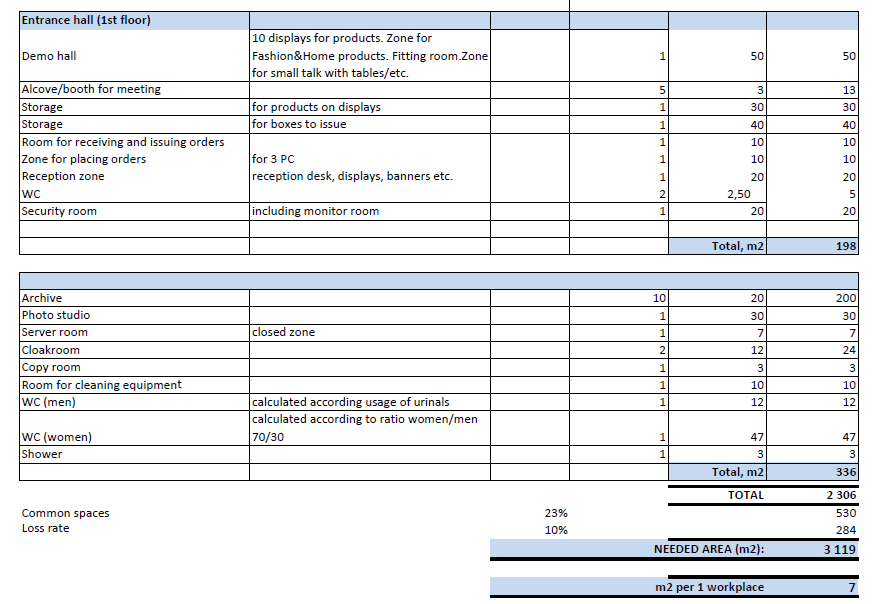 Entrance hall (1st floor)
10 displays for products. Zone for
Demo hall Fashion&Home products. Fitting room.Zone 1 50 50
for small talk with tables/etc.
Alcove/booth for meeting 5 3 13
Storage for products on displays 1 30 30
Storage for boxes to issue 1 40 40
Room for receiving and issuing orders 1 10 10
Zone for placing orders for 3 PC 1 10 10
Reception zone reception desk, displays, banners etc. 1 20 20
WC 2 2,50 5
Security room including monitor room 1 20 20
Total, m2 198
Archive 10 20 200
Photo studio 1 30 30
Server room closed zone 1 7 7
Cloakroom 2 12 24
Copy room 1 3 3
Room for cleaning equipment 1 10 10
WC (men) calculated according usage of urinals 1 12 12
calculated according to ratio women/men
WC (women) 70/30 1 47 47
Shower 1 3 3
Total, m2 336
TOTAL 2 306
Common spaces 23% 530
Loss rate 10% 284
NEEDED AREA (m2): 3 119
m2 per 1 workplace 7